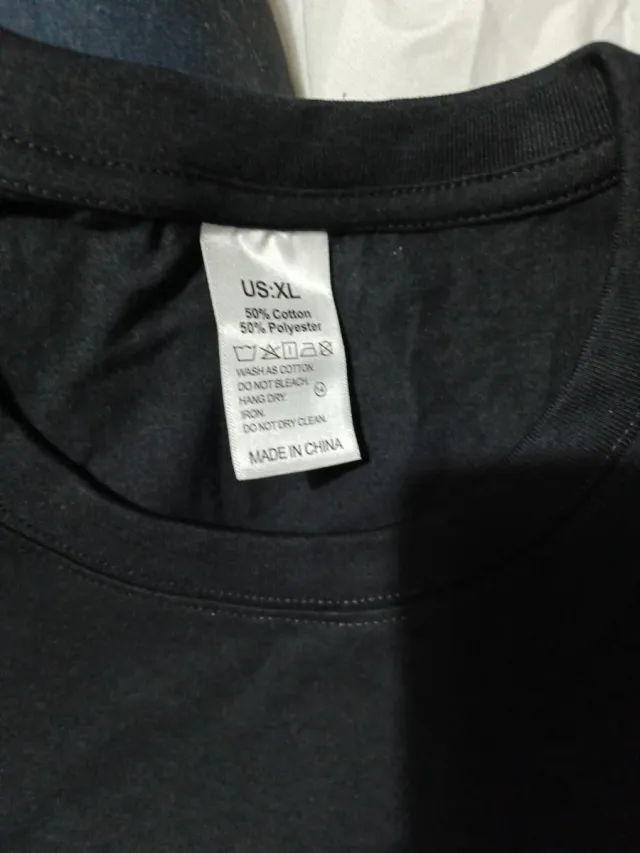 US:XL
50% Cotton
50% Polyester
WASH AS COTTON.
DO NOT BLEACH.
HANG DRY.
IRON.
DO NOT DRY CLEAN.
MADE IN CHINA